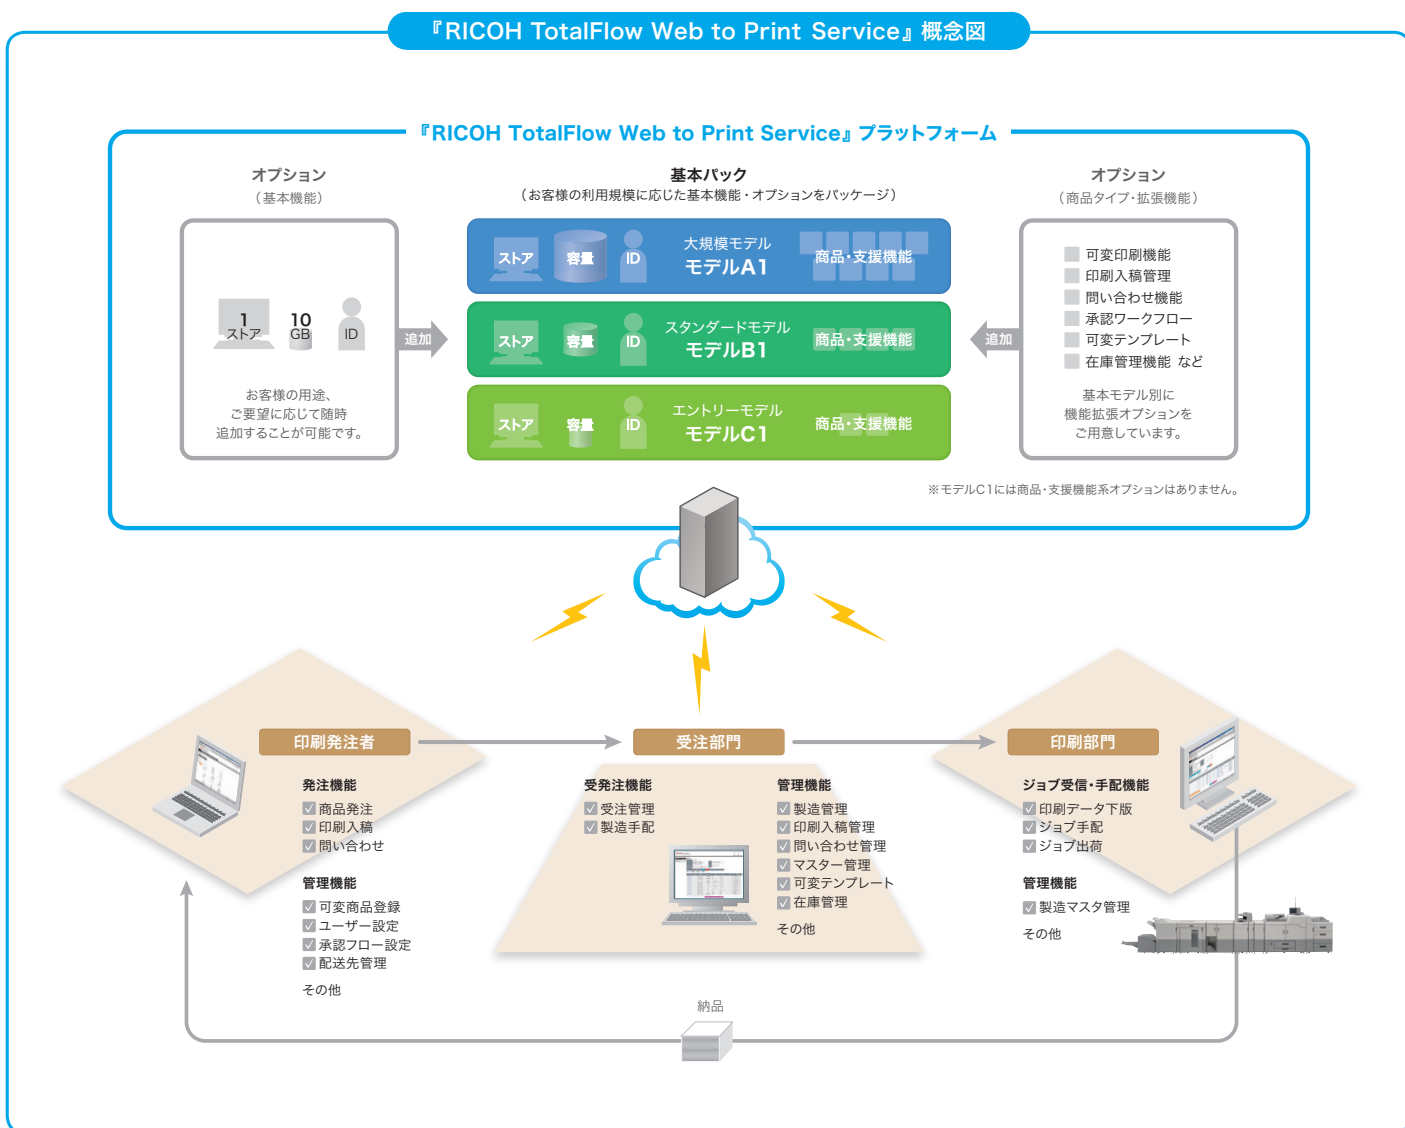 『RICOH TotalFlow Web to Print Service』概念図
『RICOH TotalFlow Web to Print Service』プラットフォーム
オプション
（基本機能）
1
ストア
10
GB
ID
お客様の用途、
ご要望に応じて随時
追加することが可能です。
追加
基本パック
（お客様の利用規模に応じた基本機能・オプションをパッケージ）
ストア
容量
ID
大規模モデル
モデルA1
商品・支援機能
ストア
容量
ID
スタンダードモデル
モデルB1
商品・支援機能
ストア
容量
ID
エントリーモデル
モデルC1
商品・支援機能
追加
オプション
（商品タイプ・拡張機能）
可変印刷機能
印刷入稿管理
問い合わせ機能
承認ワークフロー
可変テンプレート
在庫管理機能 など
基本モデル別に
機能拡張オプションを
ご用意しています。
※モデルC1には商品・支援機能系オプションはありません。
印刷発注者
発注機能
商品発注
印刷入稿
問い合わせ
管理機能
可変商品登録
ユーザー設定
承認フロー設定
配送先管理
その他
受注部門
受発注機能
受注管理
製造手配
管理機能
製造管理
印刷入稿管理
問い合わせ管理
マスター管理
可変テンプレート
在庫管理
その他
印刷部門
ジョブ受信・手配機能
印刷データ下版
ジョブ手配
ジョブ出荷
管理機能
製造マスタ管理
その他
納品